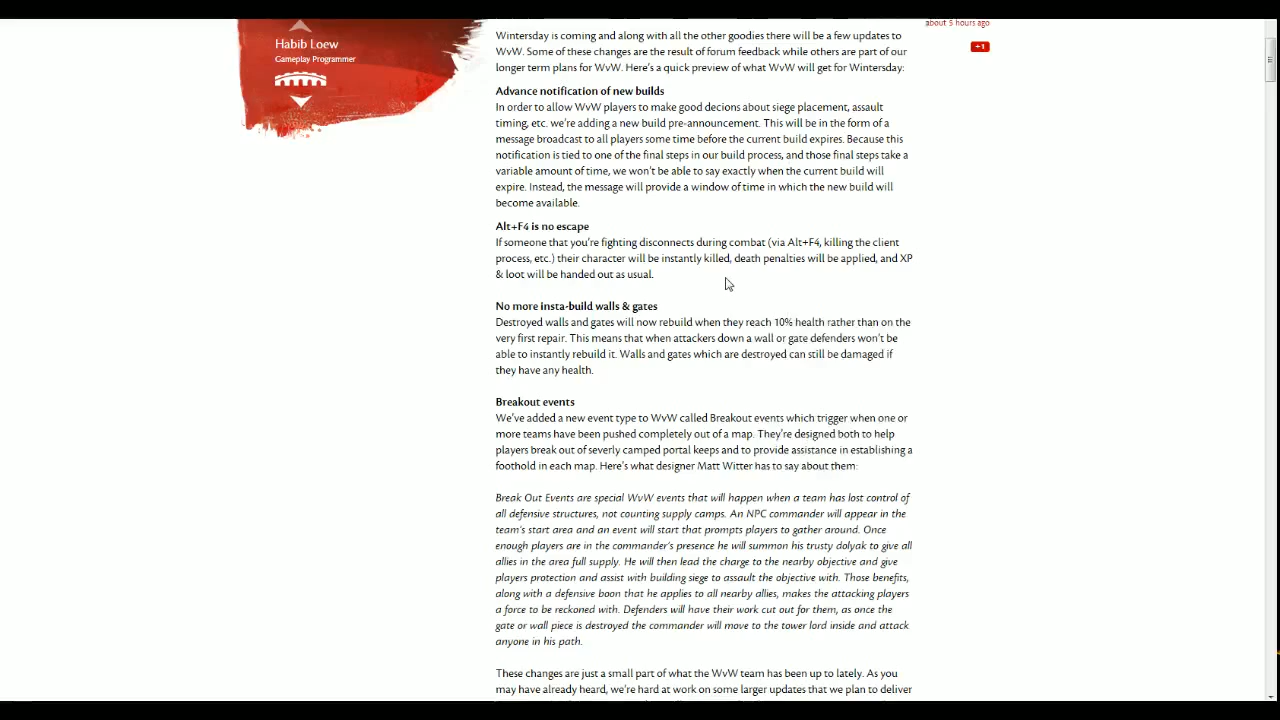 about 5 hours ago
Habib Loew
Gameplay Programmer
+1
Wintersday is coming and along with all the other goodies there will be a few updates to
WvW. Some of these changes are the result of forum feedback while others are part of our
longer term plans for WvW. Here's a quick preview of what WvW will get for Wintersday:
Advance notification of new builds
In order to allow WvW players to make good decions about siege placement, assault
timing, etc. we're adding a new build pre-announcement. This will be in the form of a
message broadcast to all players some time before the current build expires. Because this
notification is tied to one of the final steps in our build process, and those final steps take a
variable amount of time, we won't be able to say exactly when the current build will
expire. Instead, the message will provide a window of time in which the new build will
become available.
Alt+F4 is no escape
If someone that you're fighting disconnects during combat (via Alt+F4, killing the client
process, etc.) their character will be instantly killed, death penalties will be applied, and XP
& loot will be handed out as usual.
No more insta-build walls & gates
Destroyed walls and gates will now rebuild when they reach 10% health rather than on the
very first repair. This means that when attackers down a wall or gate defenders won't be
able to instantly rebuild it. Walls and gates which are destroyed can still be damaged if
they have any health.
Breakout events
We've added a new event type to WvW called Breakout events which trigger when one or
more teams have been pushed completely out of a map. They're designed both to help
players break out of severly camped portal keeps and to provide assistance in establishing a
foothold in each map. Here's what designer Matt Witter has to say about them:
Break Out Events are special WvW events that will happen when a team has lost control of
all defensive structures, not counting supply camps. An NPC commander will appear in the
team's start area and an event will start that prompts players to gather around. Once
enough players are in the commander's presence he will summon his trusty dolyak to give all
allies in the area full supply. He will then lead the charge to the nearby objective and give
players protection and assist with building siege to assault the objective with. Those benefits,
along with a defensive boon that he applies to all nearby allies, makes the attacking players
a force to be reckoned with. Defenders will have their work cut out for them, as once the
gate or wall piece is destroyed the commander will move to the tower lord inside and attack
anyone in his path.
These changes are just a small part of what the WvW team has been up to lately. As you
may have already heard, we're hard at work on some larger updates that we plan to deliver